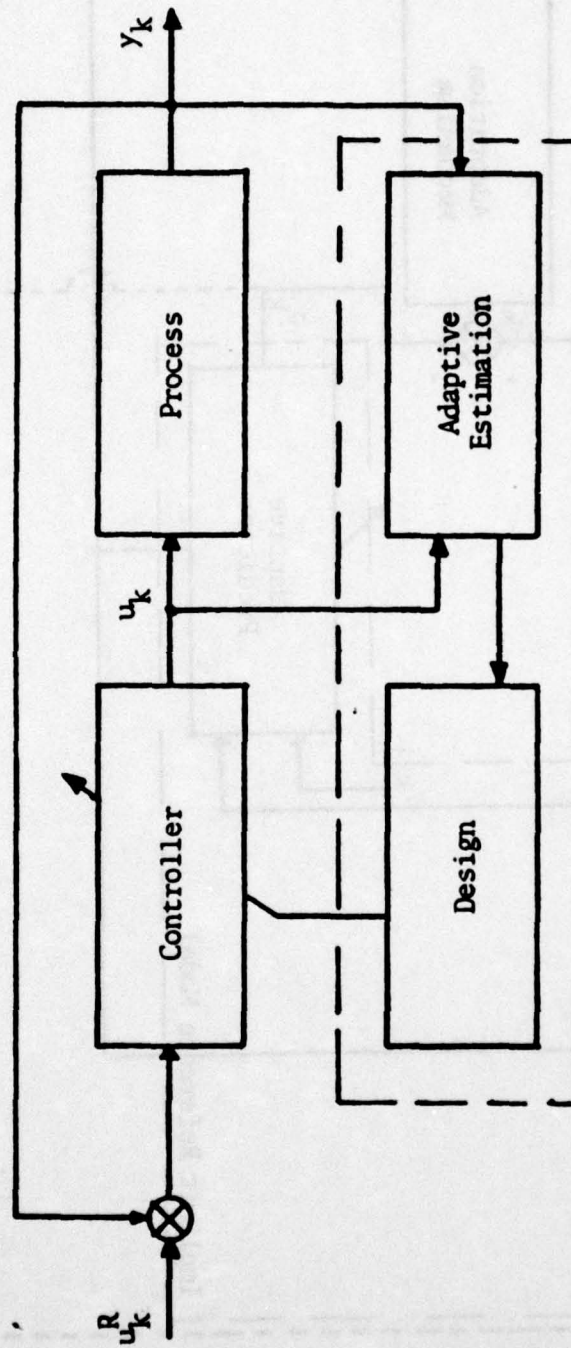 u_k^R
Controller
u_k
Process
y_k
Design
Adaptive
Estimation